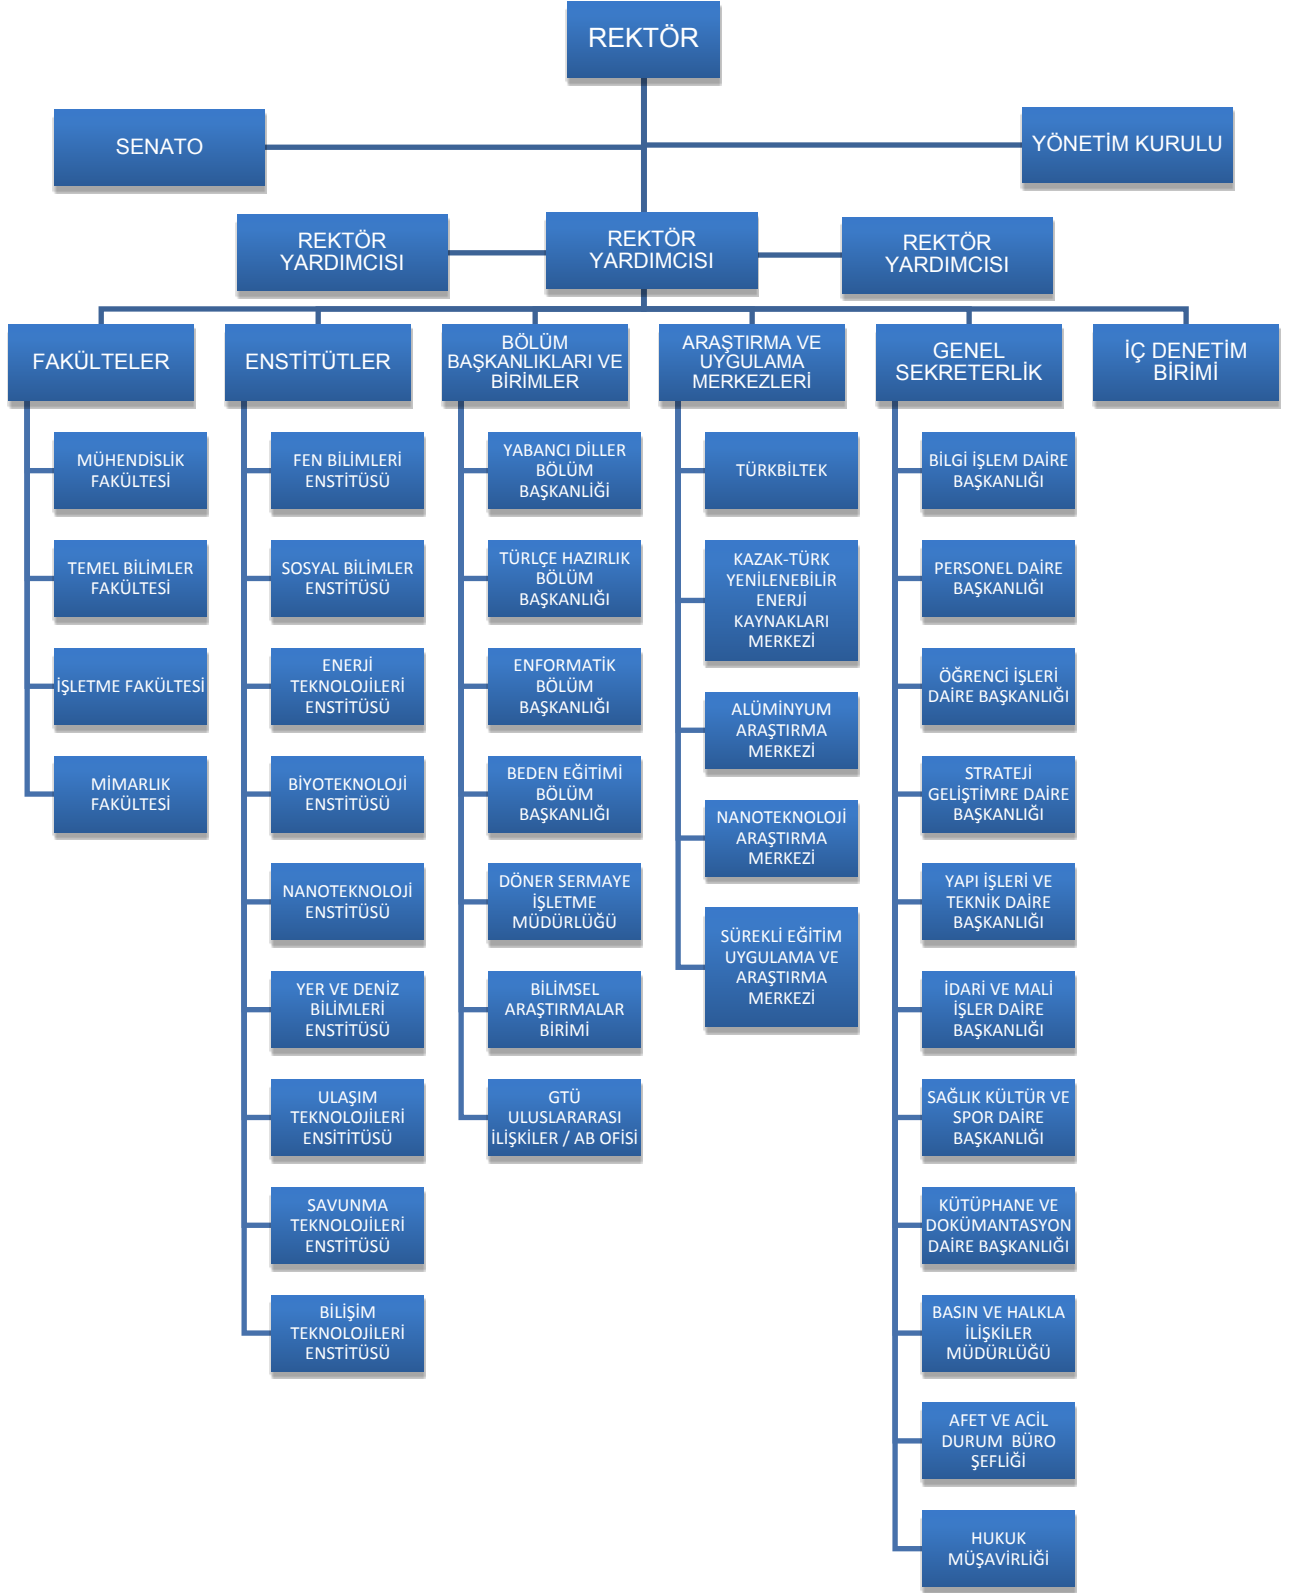 REKTÖR
SENATO
YÖNETİM KURULU
REKTÖR
YARDIMCISI
REKTÖR
YARDIMCISI
REKTÖR
YARDIMCISI
FAKÜLTELER
MÜHENDİSLİK
FAKÜLTESİ
TEMEL BİLİMLER
FAKÜLTESİ
İŞLETME FAKÜLTESİ
MİMARLIK
FAKÜLTESİ
ENSTİTÜTLER
FEN BİLİMLERİ
ENSTİTÜSÜ
SOSYAL BİLİMLER
ENSTİTÜSÜ
ENERJİ
TEKNOLOJİLERİ
ENSTİTÜSÜ
BİYOTEKNOLOJİ
ENSTİTÜSÜ
NANOTEKNOLOJİ
ENSTİTÜSÜ
YER VE DENİZ
BİLİMLERİ
ENSTİTÜSÜ
ULAŞIM
TEKNOLOJİLERİ
ENSİTİTÜSÜ
SAVUNMA
TEKNOLOJİLERİ
ENSTİTÜSÜ
BİLİŞİM
TEKNOLOJİLERİ
ENSTİTÜSÜ
BÖLÜM
BAŞKANLIKLARI VE
BİRİMLER
YABANCI DİLLER
BÖLÜM
BAŞKANLİĞİ
TÜRLÇE HAZIRLIK
BÖLÜM
BAŞKANLIĞI
ENFORMATİK
BÖLÜM
BAŞKANLIĞI
BEDEN EĞİTİMİ
BÖLÜM
BAŞKANLIĞI
DÖNER SERMAYE
İŞLETME
MÜDÜRLÜĞÜ
BİLİMSEL
ARAŞTIRMALAR
BİRİMİ
GTÜ
ULUSLARARASI
İLİŞKİLER / AB OFİSİ
ARAŞTIRMA VE
UYGULAMA
MERKEZLERİ
TÜRKBİLTEK
KAZAK-TÜRK
YENİLENEBİLİR
ENERJİ
KAYNAKLARI
MERKEZİ
ALÜMİNYUM
ARAŞTIRMA
MERKEZİ
NANOTEKNOLOJİ
ARAŞTIRMA
MERKEZİ
SÜREKLİ EĞİTİM
UYGULAMA VE
ARAŞTIRMA
MERKEZİ
GENEL
SEKRETERLİK
BİLGİ İŞLEM DAİRE
BAŞKANLIĞI
PERSONEL DAİRE
BAŞKANLIĞI
ÖĞRENCİ İŞLERİ
DAİRE BAŞKANLIĞI
STRATEJİ
GELİŞTİMRE DAİRE
BAŞKANLIĞI
YAPI İŞLERİ VE
TEKNİK DAİRE
BAŞKANLIĞI
İDARİ VE MALİ
İŞLER DAİRE
BAŞKANLIĞI
SAĞLIK KÜLTÜR VE
SPOR DAİRE
BAŞKANLIĞI
KÜTÜPHANE VE
DOKÜMANTASYON
DAİRE BAŞKANLIĞI
BASIN VE HALKLA
İLİŞKİLER
MÜDÜRLÜĞÜ
AFET VE ACİL
DURUM  BÜRO
ŞEFLİĞİ
HUKUK
MÜŞAVİRLİĞİ
İÇ DENETİM
BİRİMİ